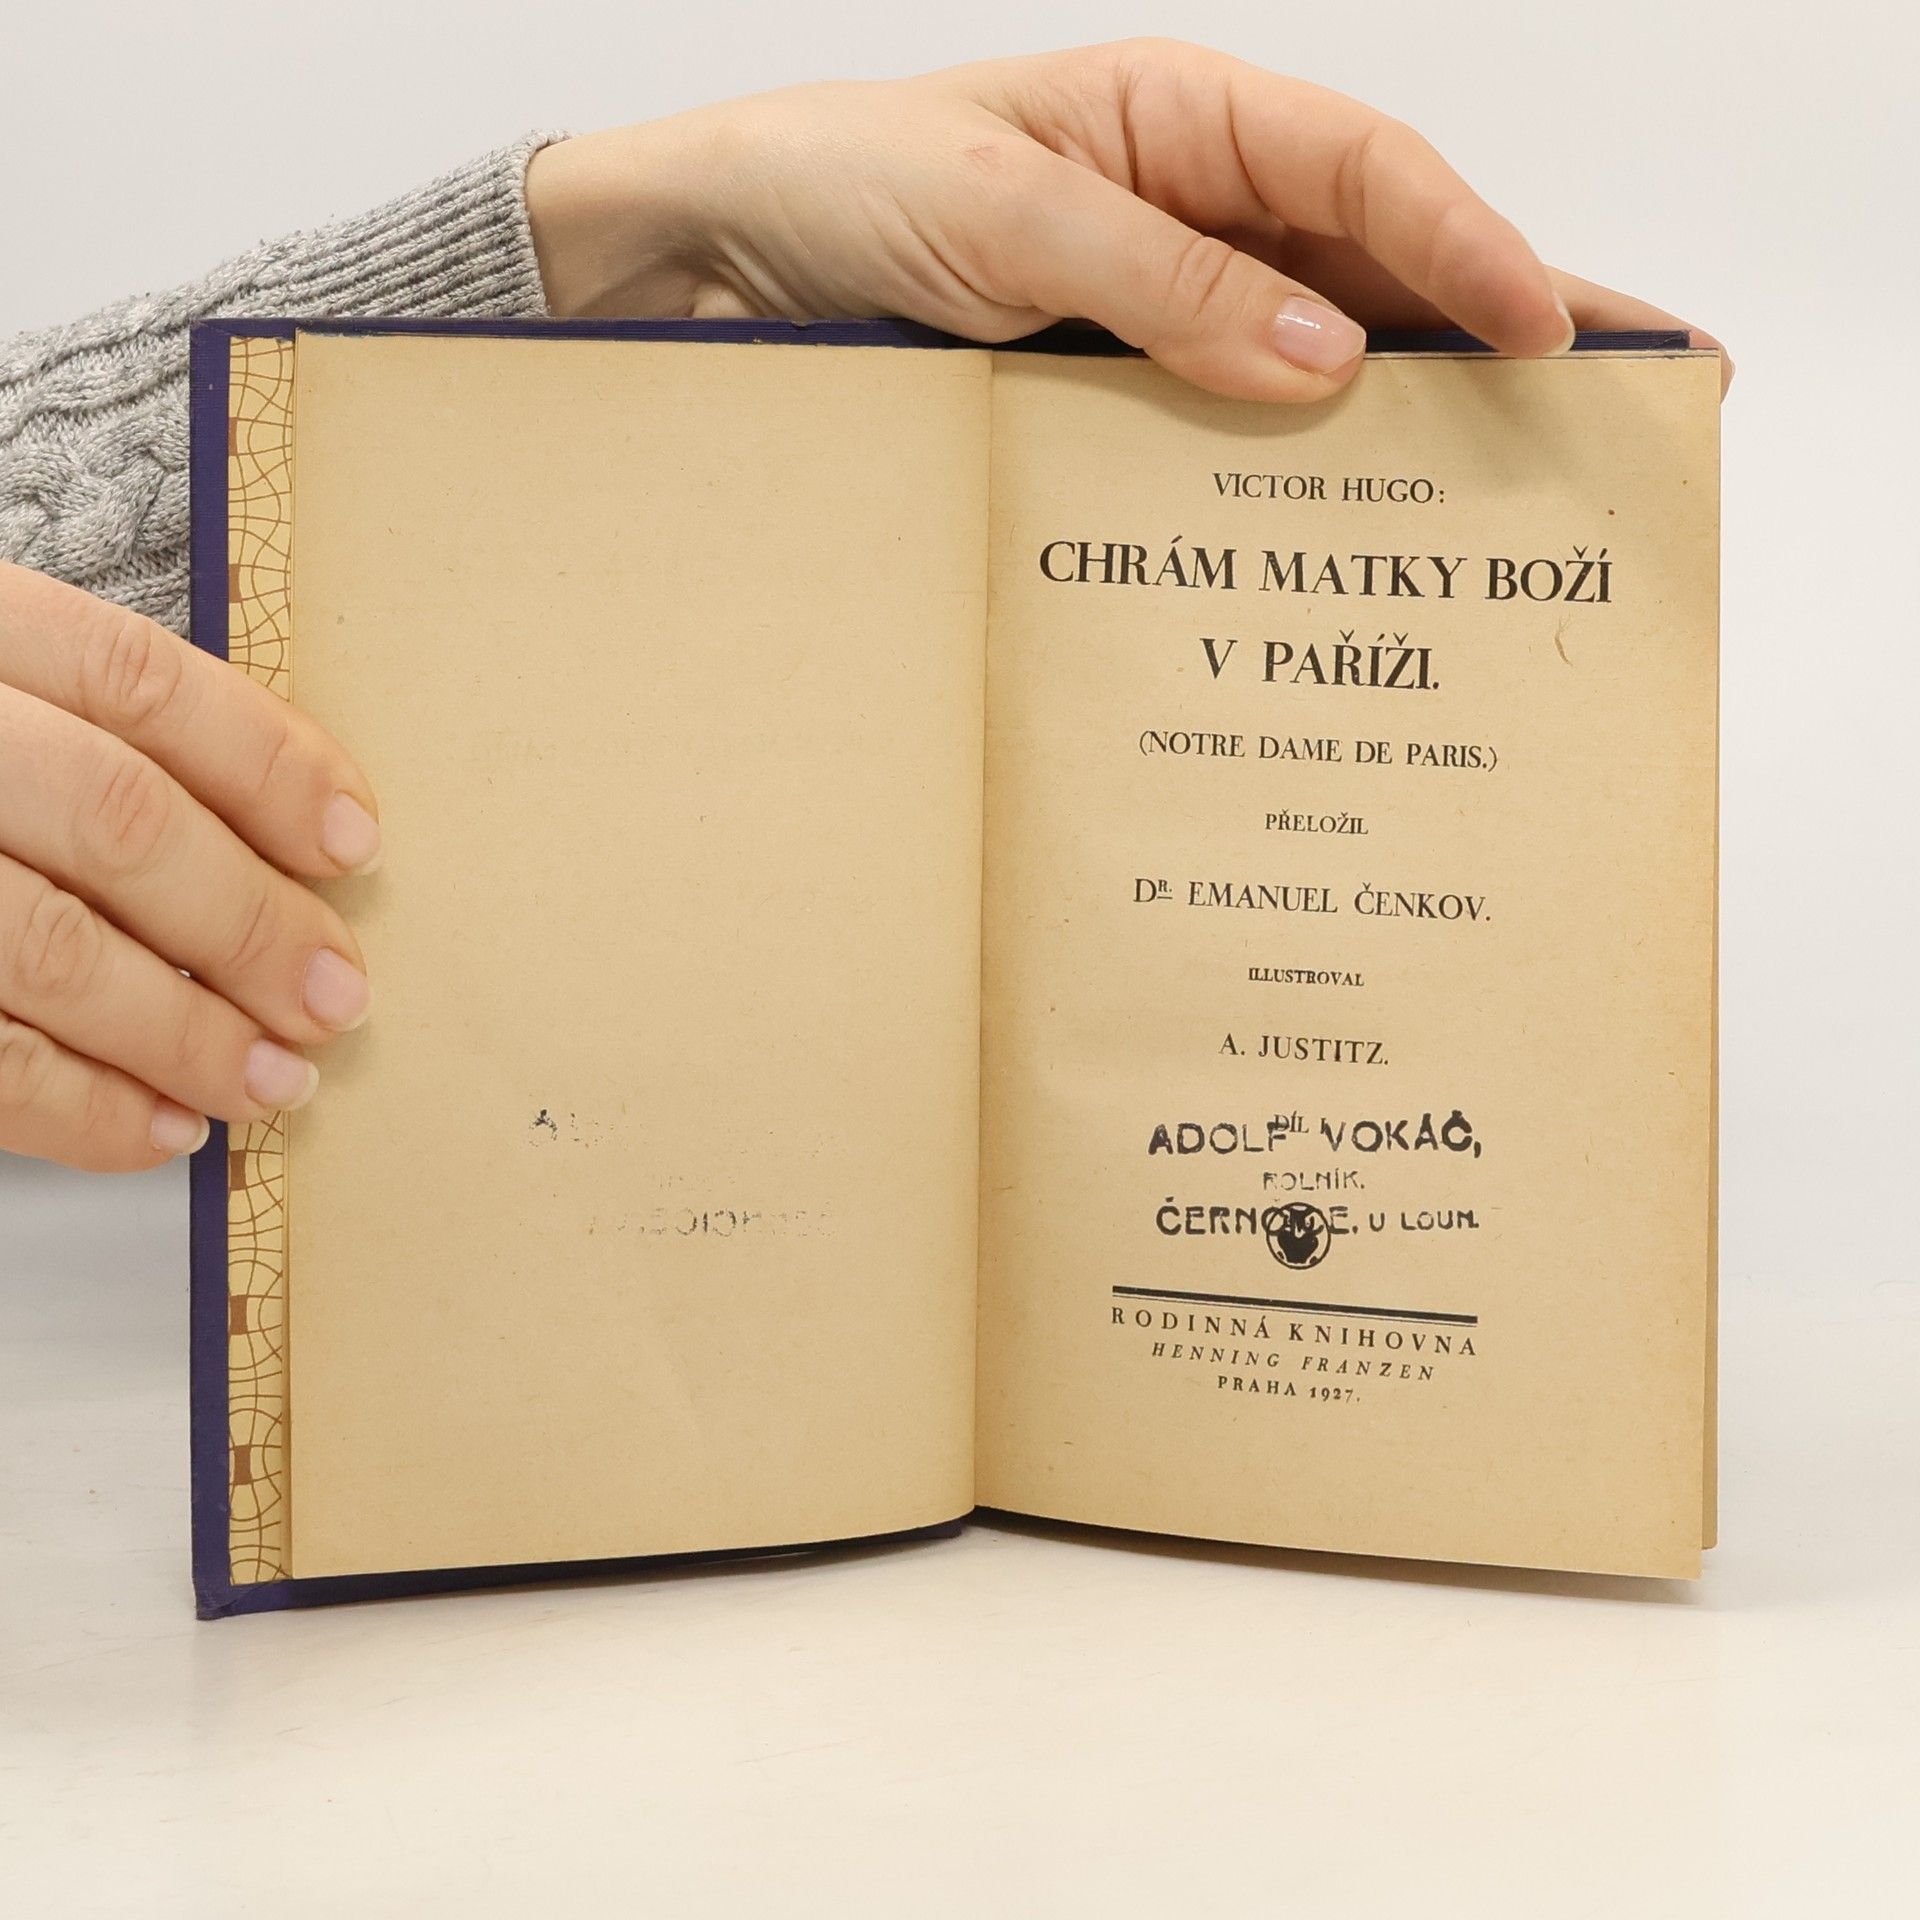 VICTOR HUGO:
CHRÁM MATKY BOŽÍ
V PAŘÍŽI.
(NOTRE DAME DE PARIS.)
PŘELOŽIL
DR. EMANUEL ČENKOV.
ILLUSTROVAL
A. JUSTITZ.
DÍL I.
ADOLF VOKÁČ,
ROLNÍK.
U LOUN.
RODINNÁ KNIHOVNA
HENNING FRANZEN
PRAHA 1927.